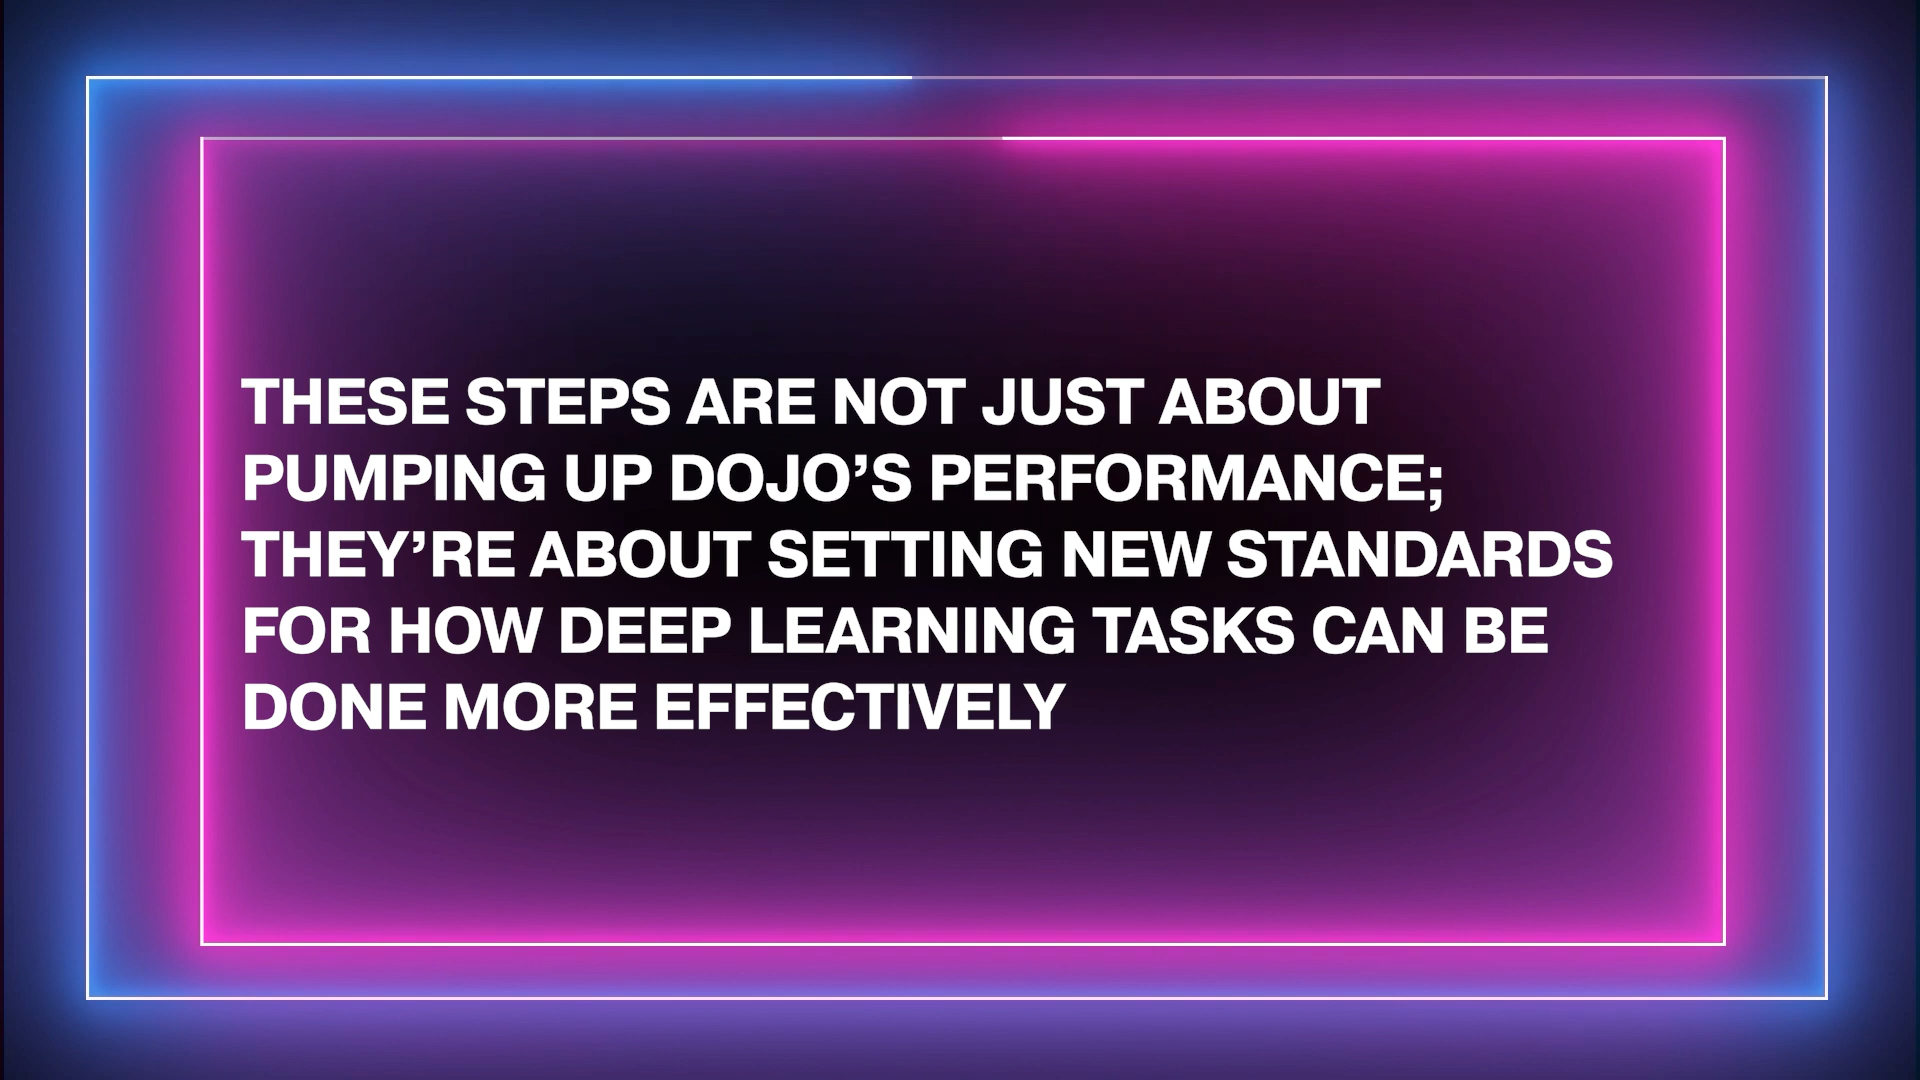 THESE STEPS ARE NOT JUST ABOUT
PUMPING UP DOJO’S PERFORMANCE;
THEY’RE ABOUT SETTING NEW STANDARDS
FOR HOW DEEP LEARNING TASKS CAN BE
DONE MORE EFFECTIVELY